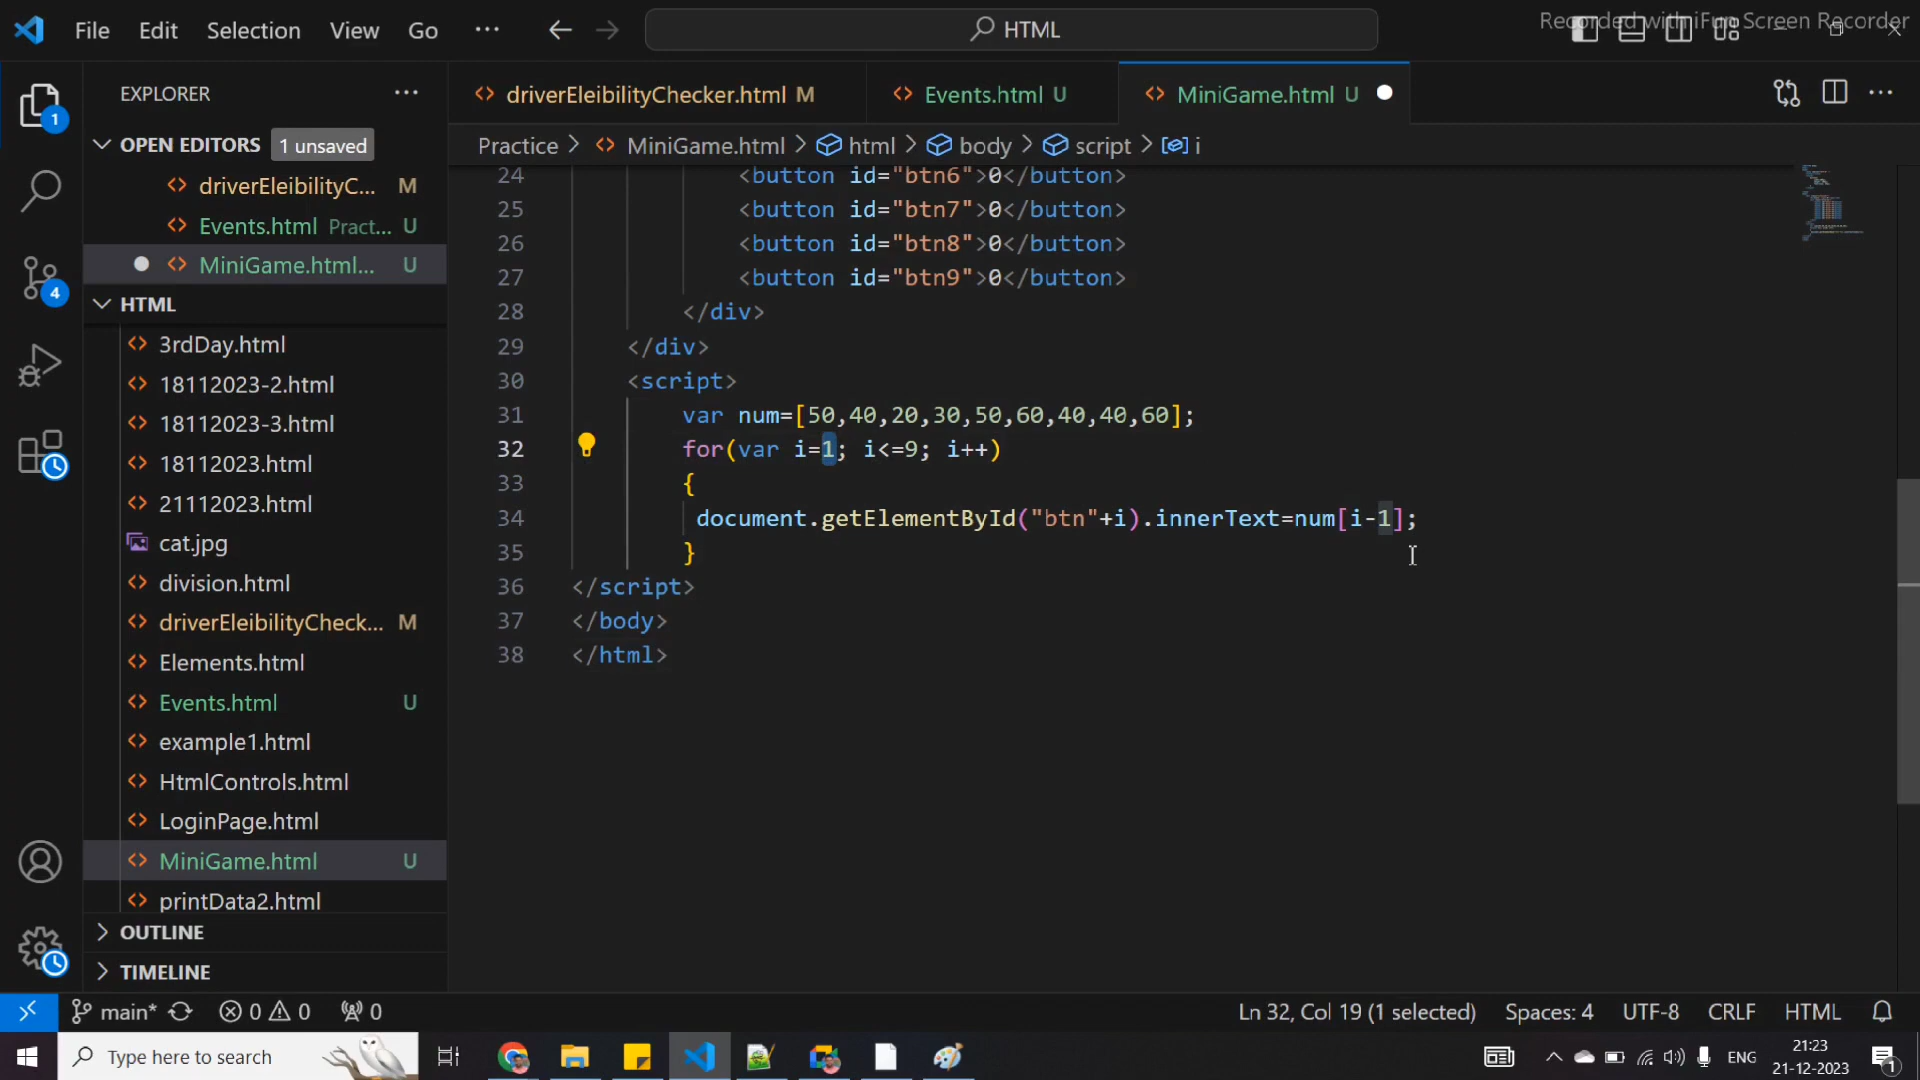 File Edit Selection View Go ··· HTML Recorded with iFun Screen Recorder
EXPLORER ···
driverEleibilityChecker.html M Events.html U MiniGame.html U
OPEN EDITORS 1 unsaved
Practice > MiniGame.html > html > body > script > i
driverEleibilityC... M
Events.html Pract... U
MiniGame.html... U
HTML
3rdDay.html
18112023-2.html
18112023-3.html
18112023.html
21112023.html
cat.jpg
division.html
driverEleibilityCheck... M
Elements.html
Events.html U
example1.html
HtmlControls.html
LoginPage.html
MiniGame.html U
printData2.html
OUTLINE
TIMELINE
1
4
24 <button id="btn6">0</button>
25 <button id="btn7">0</button>
26 <button id="btn8">0</button>
27 <button id="btn9">0</button>
28 </div>
29 </div>
30 <script>
31 var num=[50,40,20,30,50,60,40,40,60];
32 for(var i=1; i<=9; i++)
33 {
34 document.getElementById("btn"+i).innerText=num[i-1];
35 }
36 </script>
37 </body>
38 </html>
main* 0 0 0 Ln 32, Col 19 (1 selected) Spaces: 4 UTF-8 CRLF HTML
Type here to search ENG 21:23
21-12-2023
1